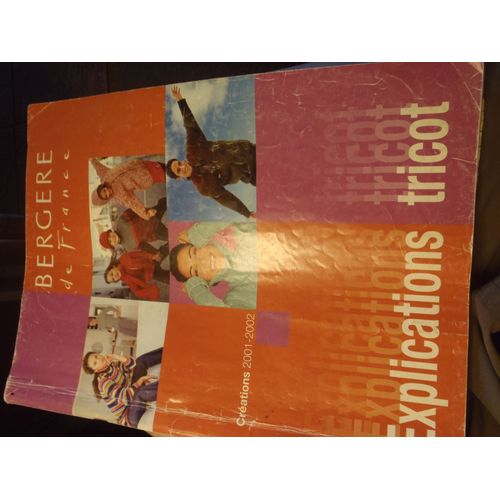 BERGERE
de France
Créations 2001-2002
Explications tricot
Explications tricot
Explications tricot